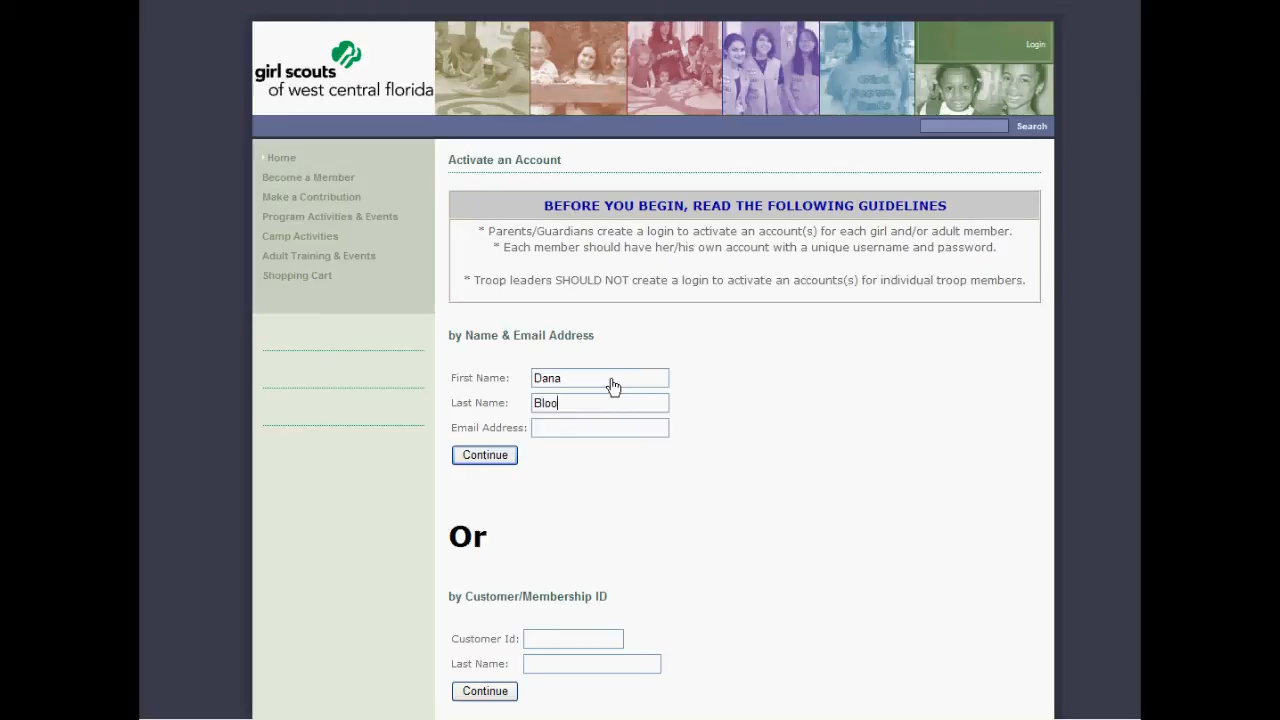 girl scouts
of west central florida
Login
Search
Home
Become a Member
Make a Contribution
Program Activities & Events
Camp Activities
Adult Training & Events
Shopping Cart
Activate an Account
BEFORE YOU BEGIN, READ THE FOLLOWING GUIDELINES
* Parents/Guardians create a login to activate an account(s) for each girl and/or adult member.
* Each member should have her/his own account with a unique username and password.
* Troop leaders SHOULD NOT create a login to activate an accounts(s) for individual troop members.
by Name & Email Address
First Name: Dana
Last Name: Bloo
Email Address:
Continue
Or
by Customer/Membership ID
Customer Id:
Last Name:
Continue